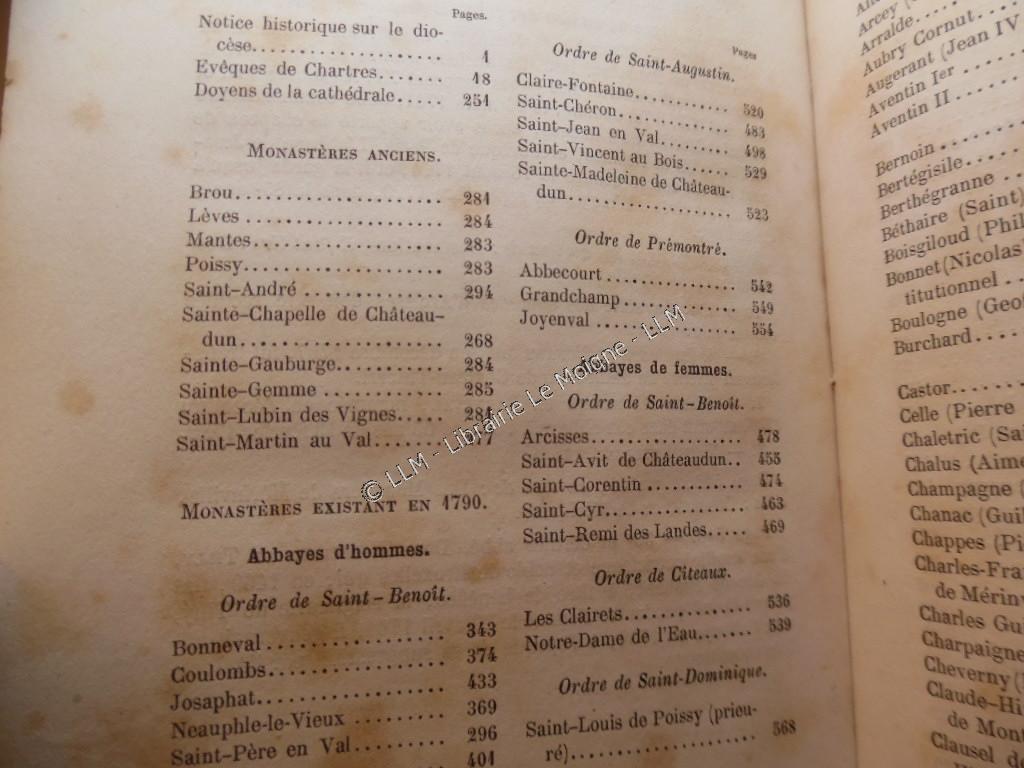 Pages.
Notice historique sur le dio-
cèse.................. 1
Evêques de Chartres....... 18
Doyens de la cathédrale..... 251
MONASTÈRES ANCIENS.
Brou.................... 281
Lèves .................. 284
Mantes.................. 283
Poissy.................. 283
Saint-André ............. 294
Sainte-Chapelle de Château-
dun.................... 268
Sainte-Gauburge.......... 284
Sainte-Gemme ........... 285
Saint-Lubin des Vignes..... 284
Saint-Martin au Val....... 7
MONASTÈRES EXISTANT EN 1790.
Abbayes d'hommes.
Ordre de Saint-Benoît.
Bonneval ................ 343
Coulombs................ 374
Josaphat................. 433
Neauphle-le-Vieux ........ 369
Saint-Père en Val......... 296
401
Pages
Ordre de Saint-Augustin.
Claire-Fontaine........... 520
Saint-Chéron............. 483
Saint-Jean en Val......... 498
Saint-Vincent au Bois...... 529
Sainte-Madeleine de Château-
dun.................... 523
Ordre de Prémontré.
Abbecourt ............... 542
Grandchamp ............. 549
Joyenval ................ 554
bbayes de femmes.
Ordre de Saint-Benoît.
Arcisses................. 478
Saint-Avit de Châteaudun.. 455
Saint-Corentin ........... 474
Saint-Cyr................ 463
Saint-Remi des Landes..... 469
Ordre de Citeaux.
Les Clairets.............. 536
Notre-Dame de l'Eau....... 539
Ordre de Saint-Dominique.
Saint-Louis de Poissy (prieu-
ré).................... 568
Arcey (
Arralde......
Aubry Cornut ....
Augerant (Jean IV
Aventin Ier ......
Aventin II ......
Bernoin .......
Bertégisile......
Berthégranne ...
Béthaire (Saint)
Boisgiloud (Phil
Bonnet (Nicolas
titutionnel ...
Boulogne (Geo
Burchard....
Castor......
Celle (Pierre
Chaletric (Sa
Chalus (Aime
Champagne (
Chanac (Guil
Chappes (Pi
Charles-Fra
de Mérin
Charles Gu
Charpaigne
Cheverny (
Claude-Hi
de Mont
Clausel de
© LLM - Librairie Le Moigne - LLM